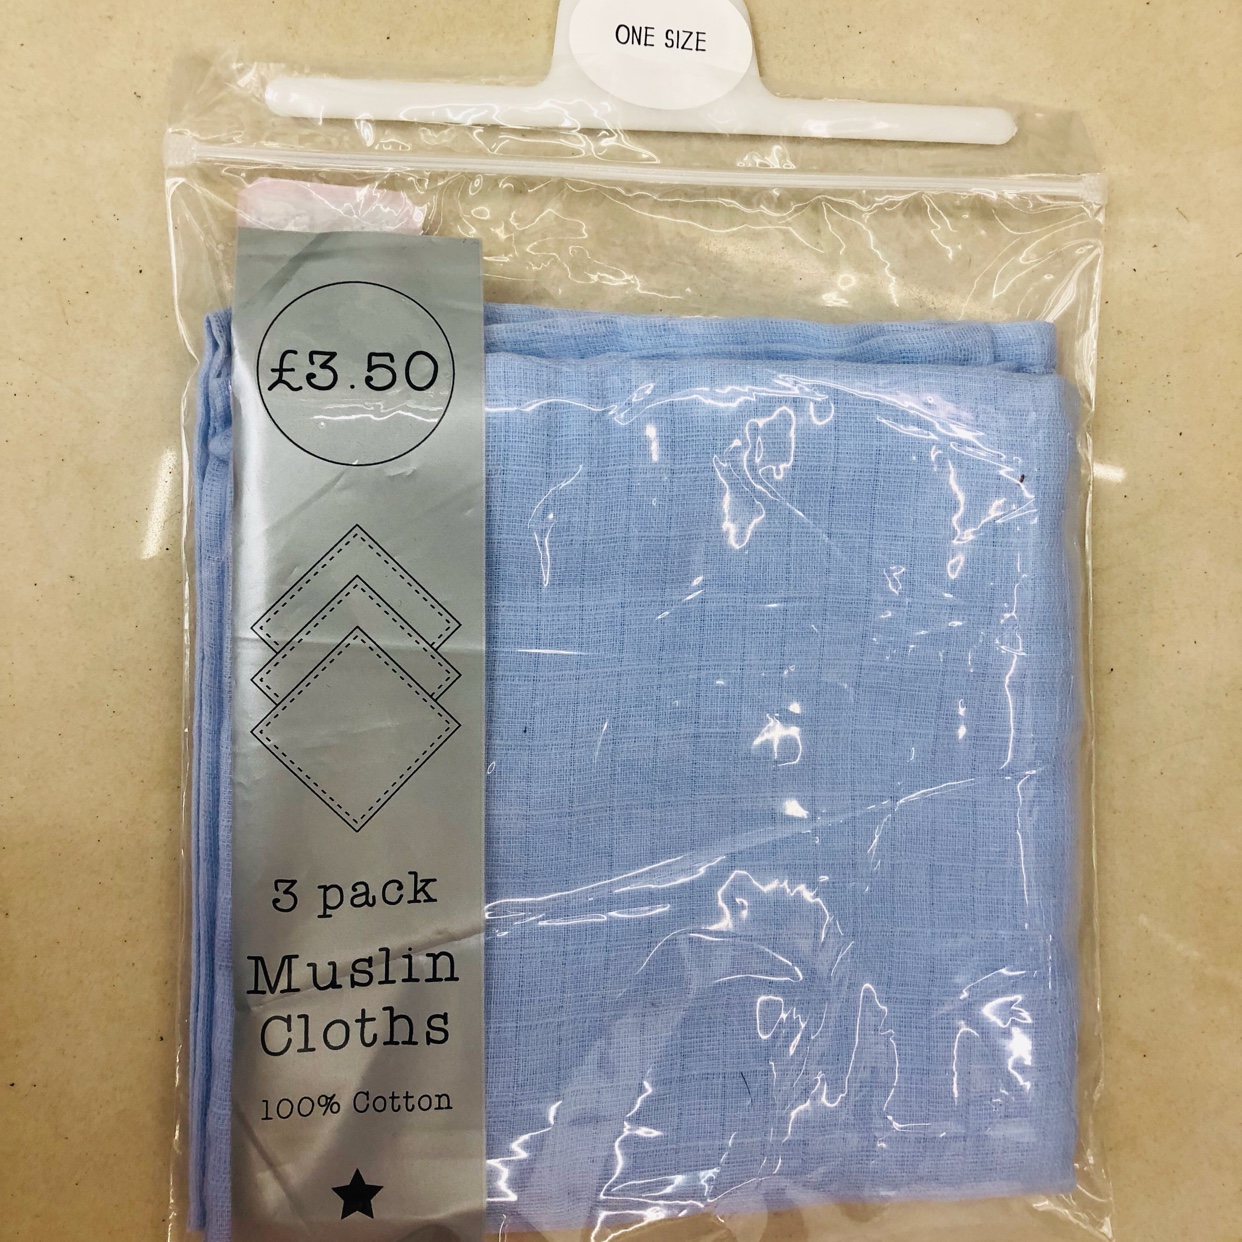 ONE SIZE
£3.50
3 pack
Muslin
Cloths
100% Cotton